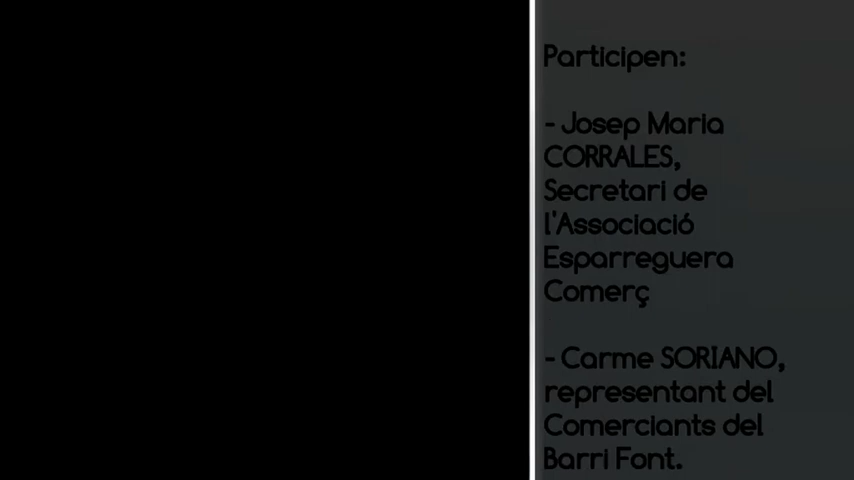 Participen:
- Josep Maria
CORRALES,
Secretari de
l'Associació
Esparreguera
Comerç
- Carme SORIANO,
representant del
Comerciants del
Barri Font.